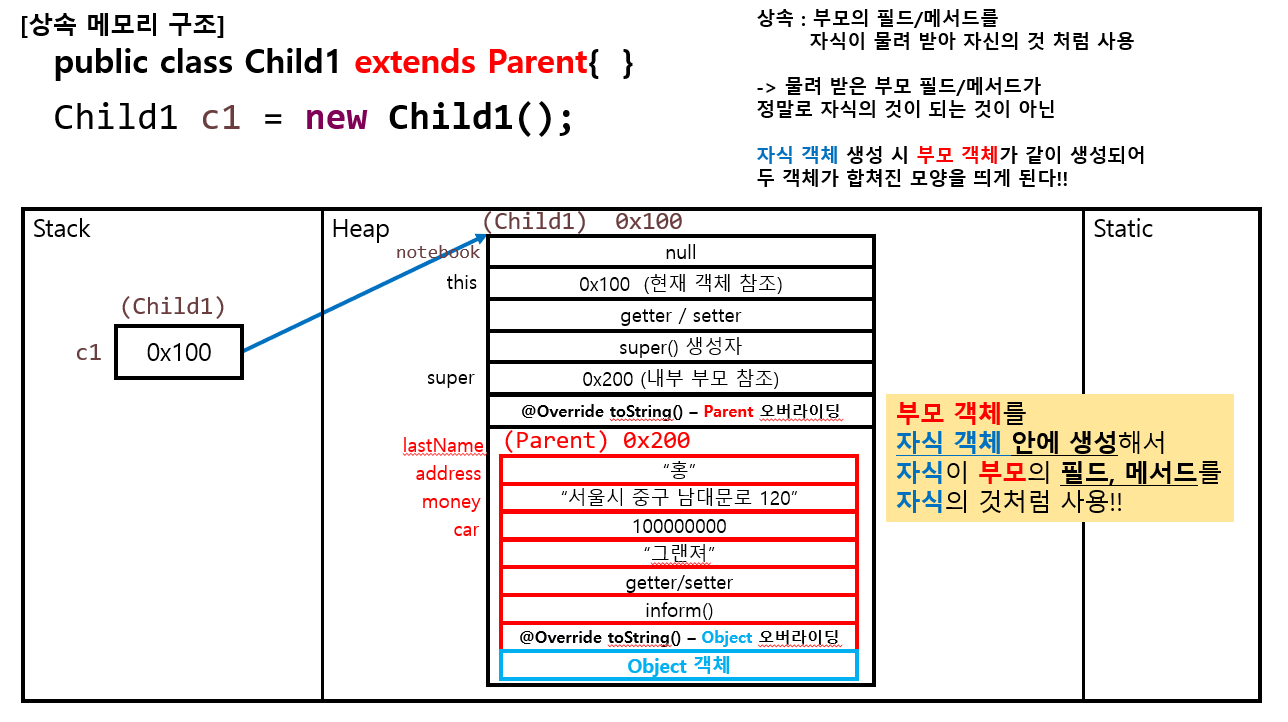 [상속 메모리 구조]
public class Child1 extends Parent{ }
Child1 c1 = new Child1();
상속 : 부모의 필드/메서드를
자식이 물려 받아 자신의 것 처럼 사용
-> 물려 받은 부모 필드/메서드가
정말로 자식의 것이 되는 것이 아닌
자식 객체 생성 시 부모 객체가 같이 생성되어
두 객체가 합쳐진 모양을 띄게 된다!!
Stack
(Child1)
c1 0x100
Heap
(Child1) 0x100
notebook null
this 0x100 (현재 객체 참조)
getter / setter
super() 생성자
super 0x200 (내부 부모 참조)
@Override toString() – Parent 오버라이딩
(Parent) 0x200
lastName “홍”
address “서울시 중구 남대문로 120”
money 100000000
car “그랜져”
getter/setter
inform()
@Override toString() – Object 오버라이딩
Object 객체
Static
부모 객체를
자식 객체 안에 생성해서
자식이 부모의 필드, 메서드를
자식의 것처럼 사용!!